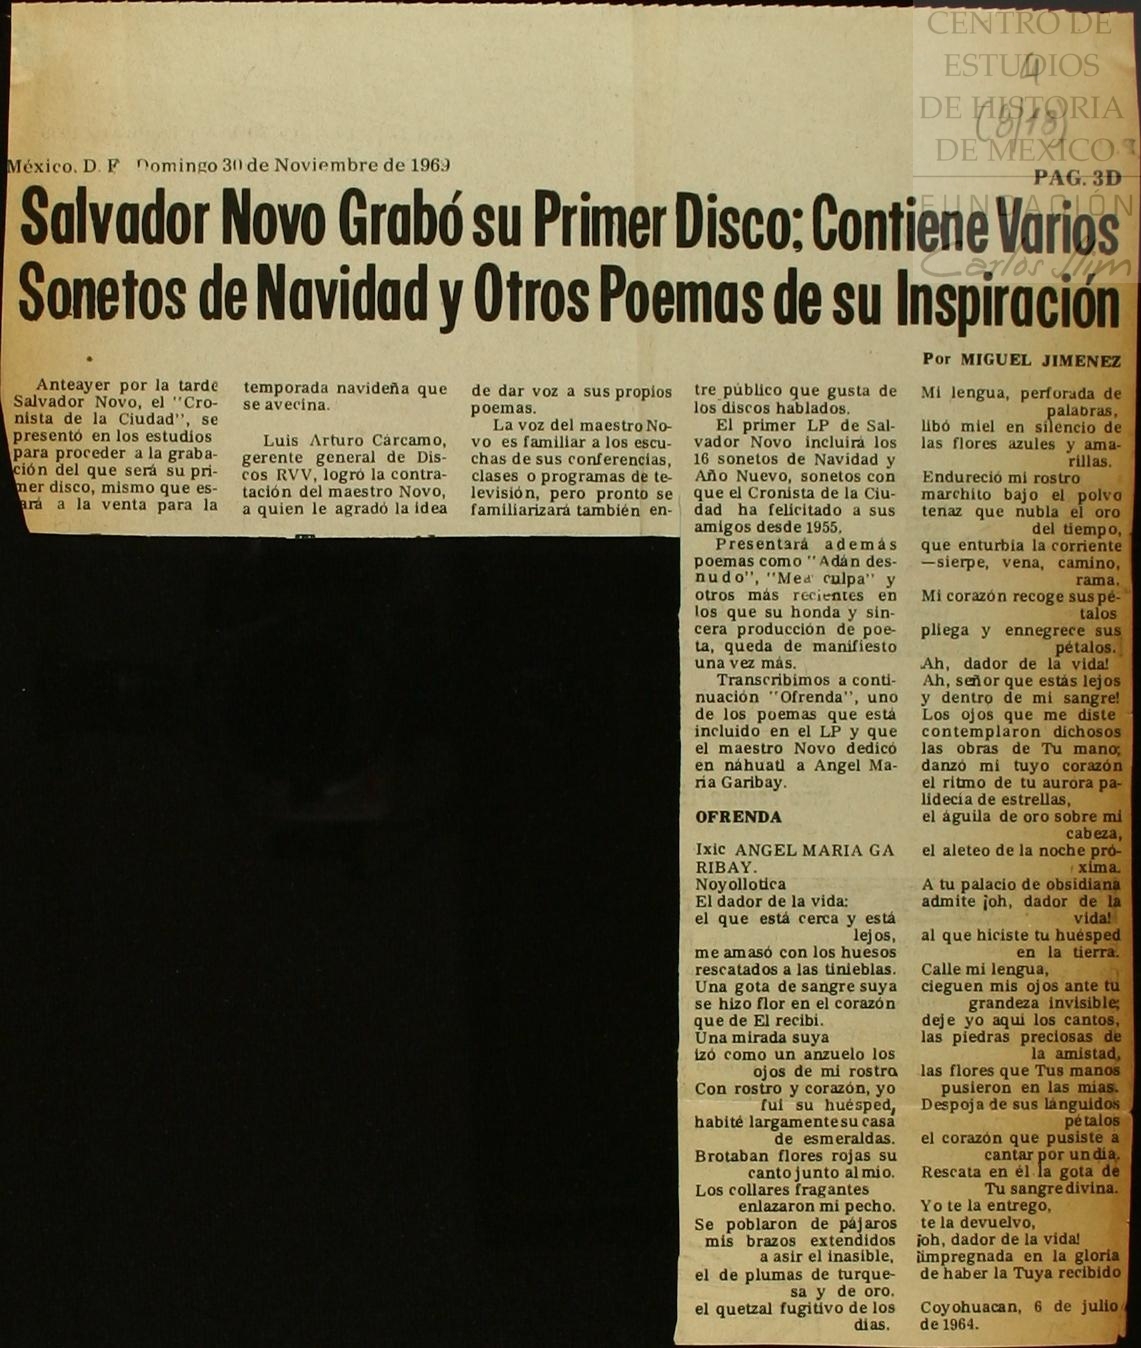 CENTRO DE
ESTUDIOS
DE HISTORIA
DE MÉXICO
FUNDACIÓN
Carlos Slim
4
(8/13)
México, D. F. Domingo 30 de Noviembre de 1969
PAG. 3D
Salvador Novo Grabó su Primer Disco; Contiene Varios
Sonetos de Navidad y Otros Poemas de su Inspiración
Por MIGUEL JIMENEZ
Anteayer por la tarde
Salvador Novo, el "Cro-
nista de la Ciudad", se
presentó en los estudios
para proceder a la graba-
ción del que será su pri-
mer disco, mismo que es-
ará a la venta para la
temporada navideña que
se avecina.
Luis Arturo Cárcamo,
gerente general de Dis-
cos RVV, logró la contra-
tación del maestro Novo,
a quien le agradó la idea
de dar voz a sus propios
poemas.
La voz del maestro No-
vo es familiar a los escu-
chas de sus conferencias,
clases o programas de te-
levisión, pero pronto se
familiarizará también en-
tre público que gusta de
los discos hablados.
El primer LP de Sal-
vador Novo incluirá los
16 sonetos de Navidad y
Año Nuevo, sonetos con
que el Cronista de la Ciu-
dad ha felicitado a sus
amigos desde 1955.
Presentará además
poemas como "Adán des-
nudo", "Mea culpa" y
otros más recientes en
los que su honda y sin-
cera producción de poe-
ta, queda de manifiesto
una vez más.
Transcribimos a conti-
nuación "Ofrenda", uno
de los poemas que está
incluido en el LP y que
el maestro Novo dedicó
en náhuatl a Angel Ma-
ría Garibay.
OFRENDA
Ixic ANGEL MARIA GA
RIBAY.
Noyollotica
El dador de la vida:
el que está cerca y está
lejos,
me amasó con los huesos
rescatados a las tinieblas.
Una gota de sangre suya
se hizo flor en el corazón
que de El recibí.
Una mirada suya
izó como un anzuelo los
ojos de mi rostro.
Con rostro y corazón, yo
fui su huésped,
habité largamente su casa
de esmeraldas.
Brotaban flores rojas su
canto junto al mío.
Los collares fragantes
enlazaron mi pecho.
Se poblaron de pájaros
mis brazos extendidos
a asir el inasible,
el de plumas de turque-
sa y de oro.
el quetzal fugitivo de los
días.
Mi lengua, perforada de
palabras,
libó miel en silencio de
las flores azules y ama-
rillas.
Endureció mi rostro
marchito bajo el polvo
tenaz que nubla el oro
del tiempo,
que enturbia la corriente
—sierpe, vena, camino,
rama.
Mi corazón recoge sus pé-
talos
pliega y ennegrece sus
pétalos.
Ah, dador de la vida!
Ah, señor que estás lejos
y dentro de mi sangre!
Los ojos que me diste
contemplaron dichosos
las obras de Tu mano;
danzó mi tuyo corazón
el ritmo de tu aurora pa-
lidecía de estrellas,
el águila de oro sobre mi
cabeza,
el aleteo de la noche pró-
xima.
A tu palacio de obsidiana
admite ¡oh, dador de la
vida!
al que hiciste tu huésped
en la tierra.
Calle mi lengua,
cieguen mis ojos ante tu
grandeza invisible;
deje yo aquí los cantos,
las piedras preciosas de
la amistad,
las flores que Tus manos
pusieron en las mías.
Despoja de sus lánguidos
pétalos
el corazón que pusiste a
cantar por un día.
Rescata en él la gota de
Tu sangre divina.
Yo te la entrego,
te la devuelvo,
¡oh, dador de la vida!
¡impregnada en la gloria
de haber la Tuya recibido
Coyohuacan, 6 de julio
de 1964.